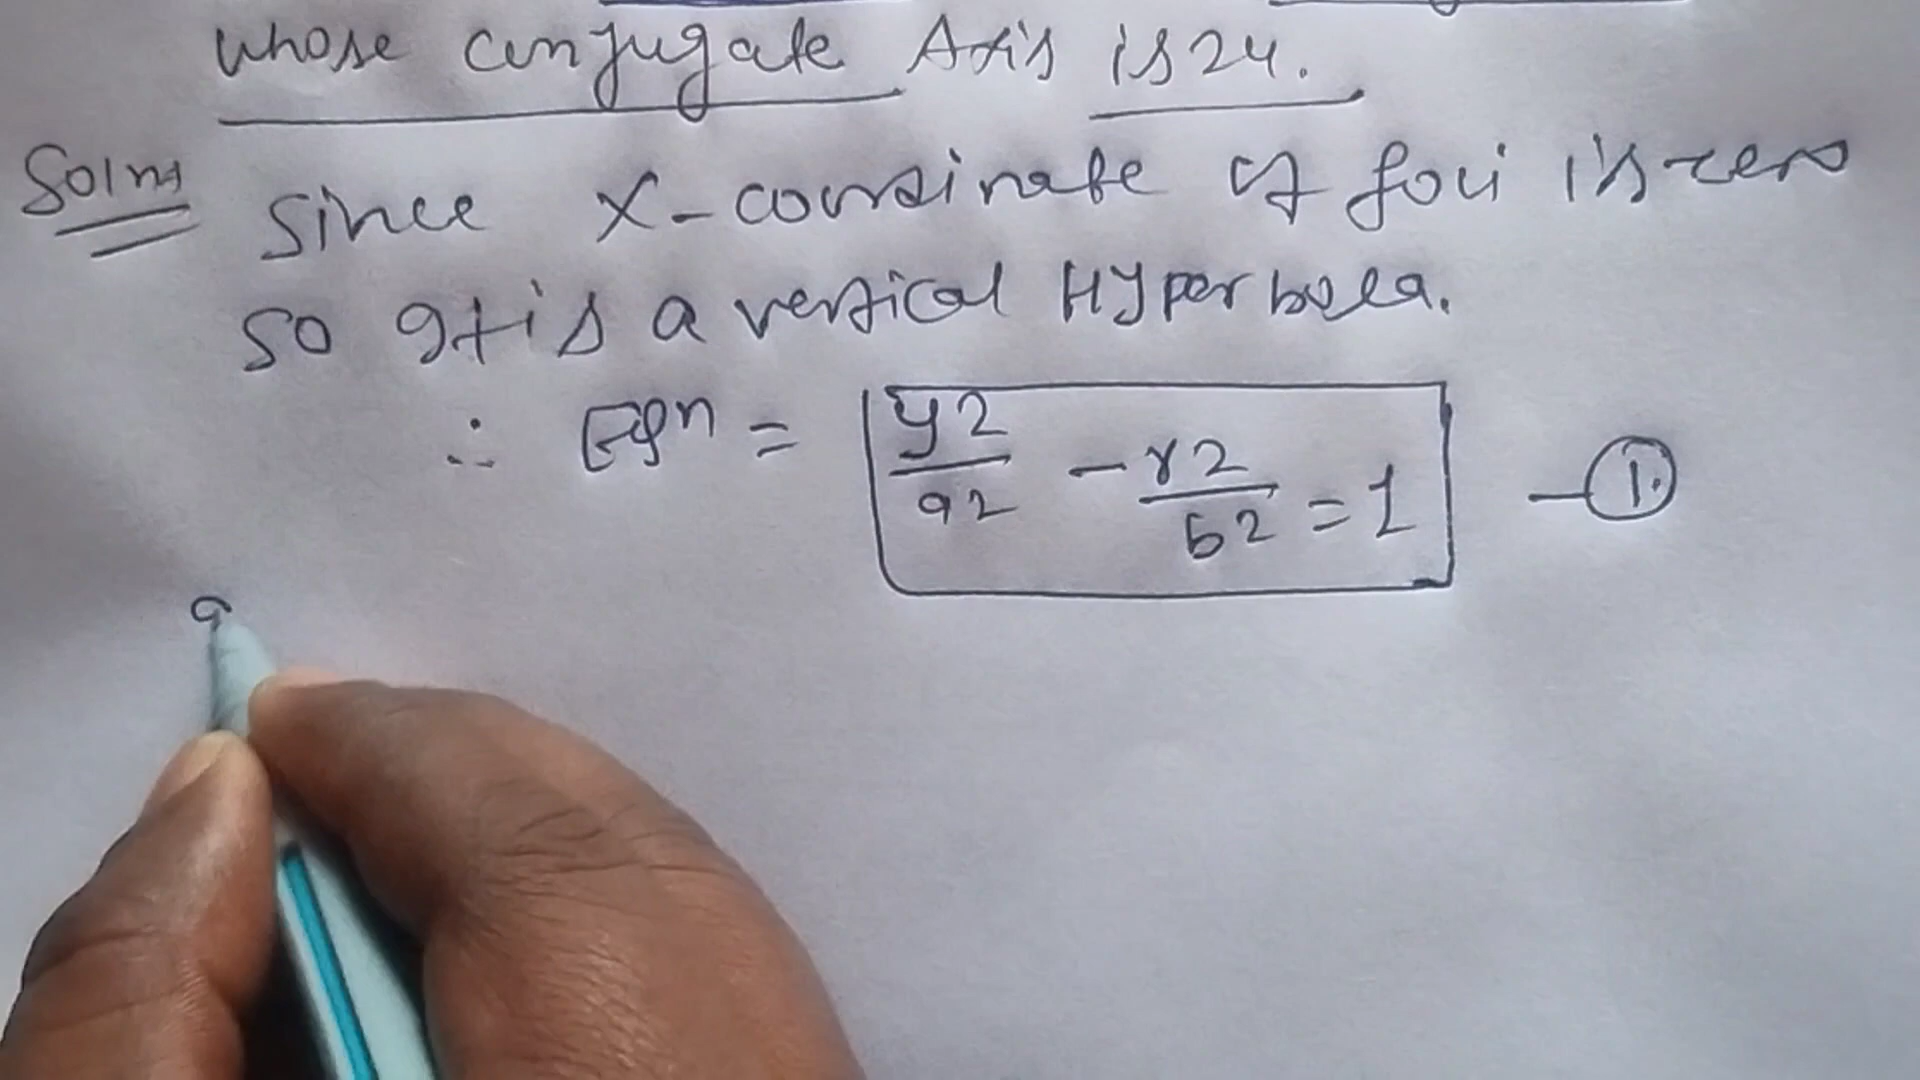 whose conjugate Axis is 24.
Soln Since X-coordinate of foci is zero
So It is a vertical Hyperbola.
∴ Eqn = y2/a2 - x2/b2 = 1 - 1.